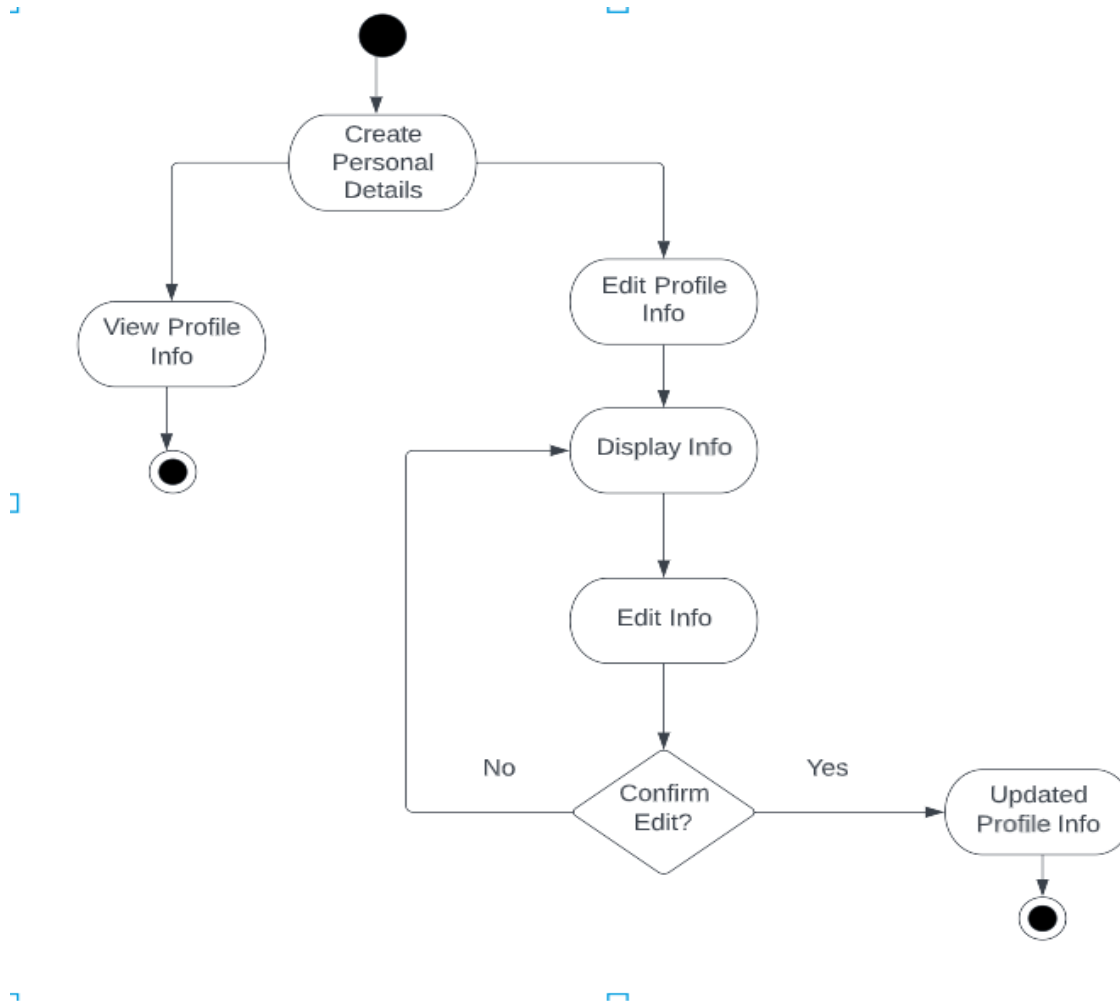 Create
Personal
Details
Edit Profile
Info
View Profile
Info
Display Info
Edit Info
No
Yes
Confirm
Edit?
Updated
Profile Info